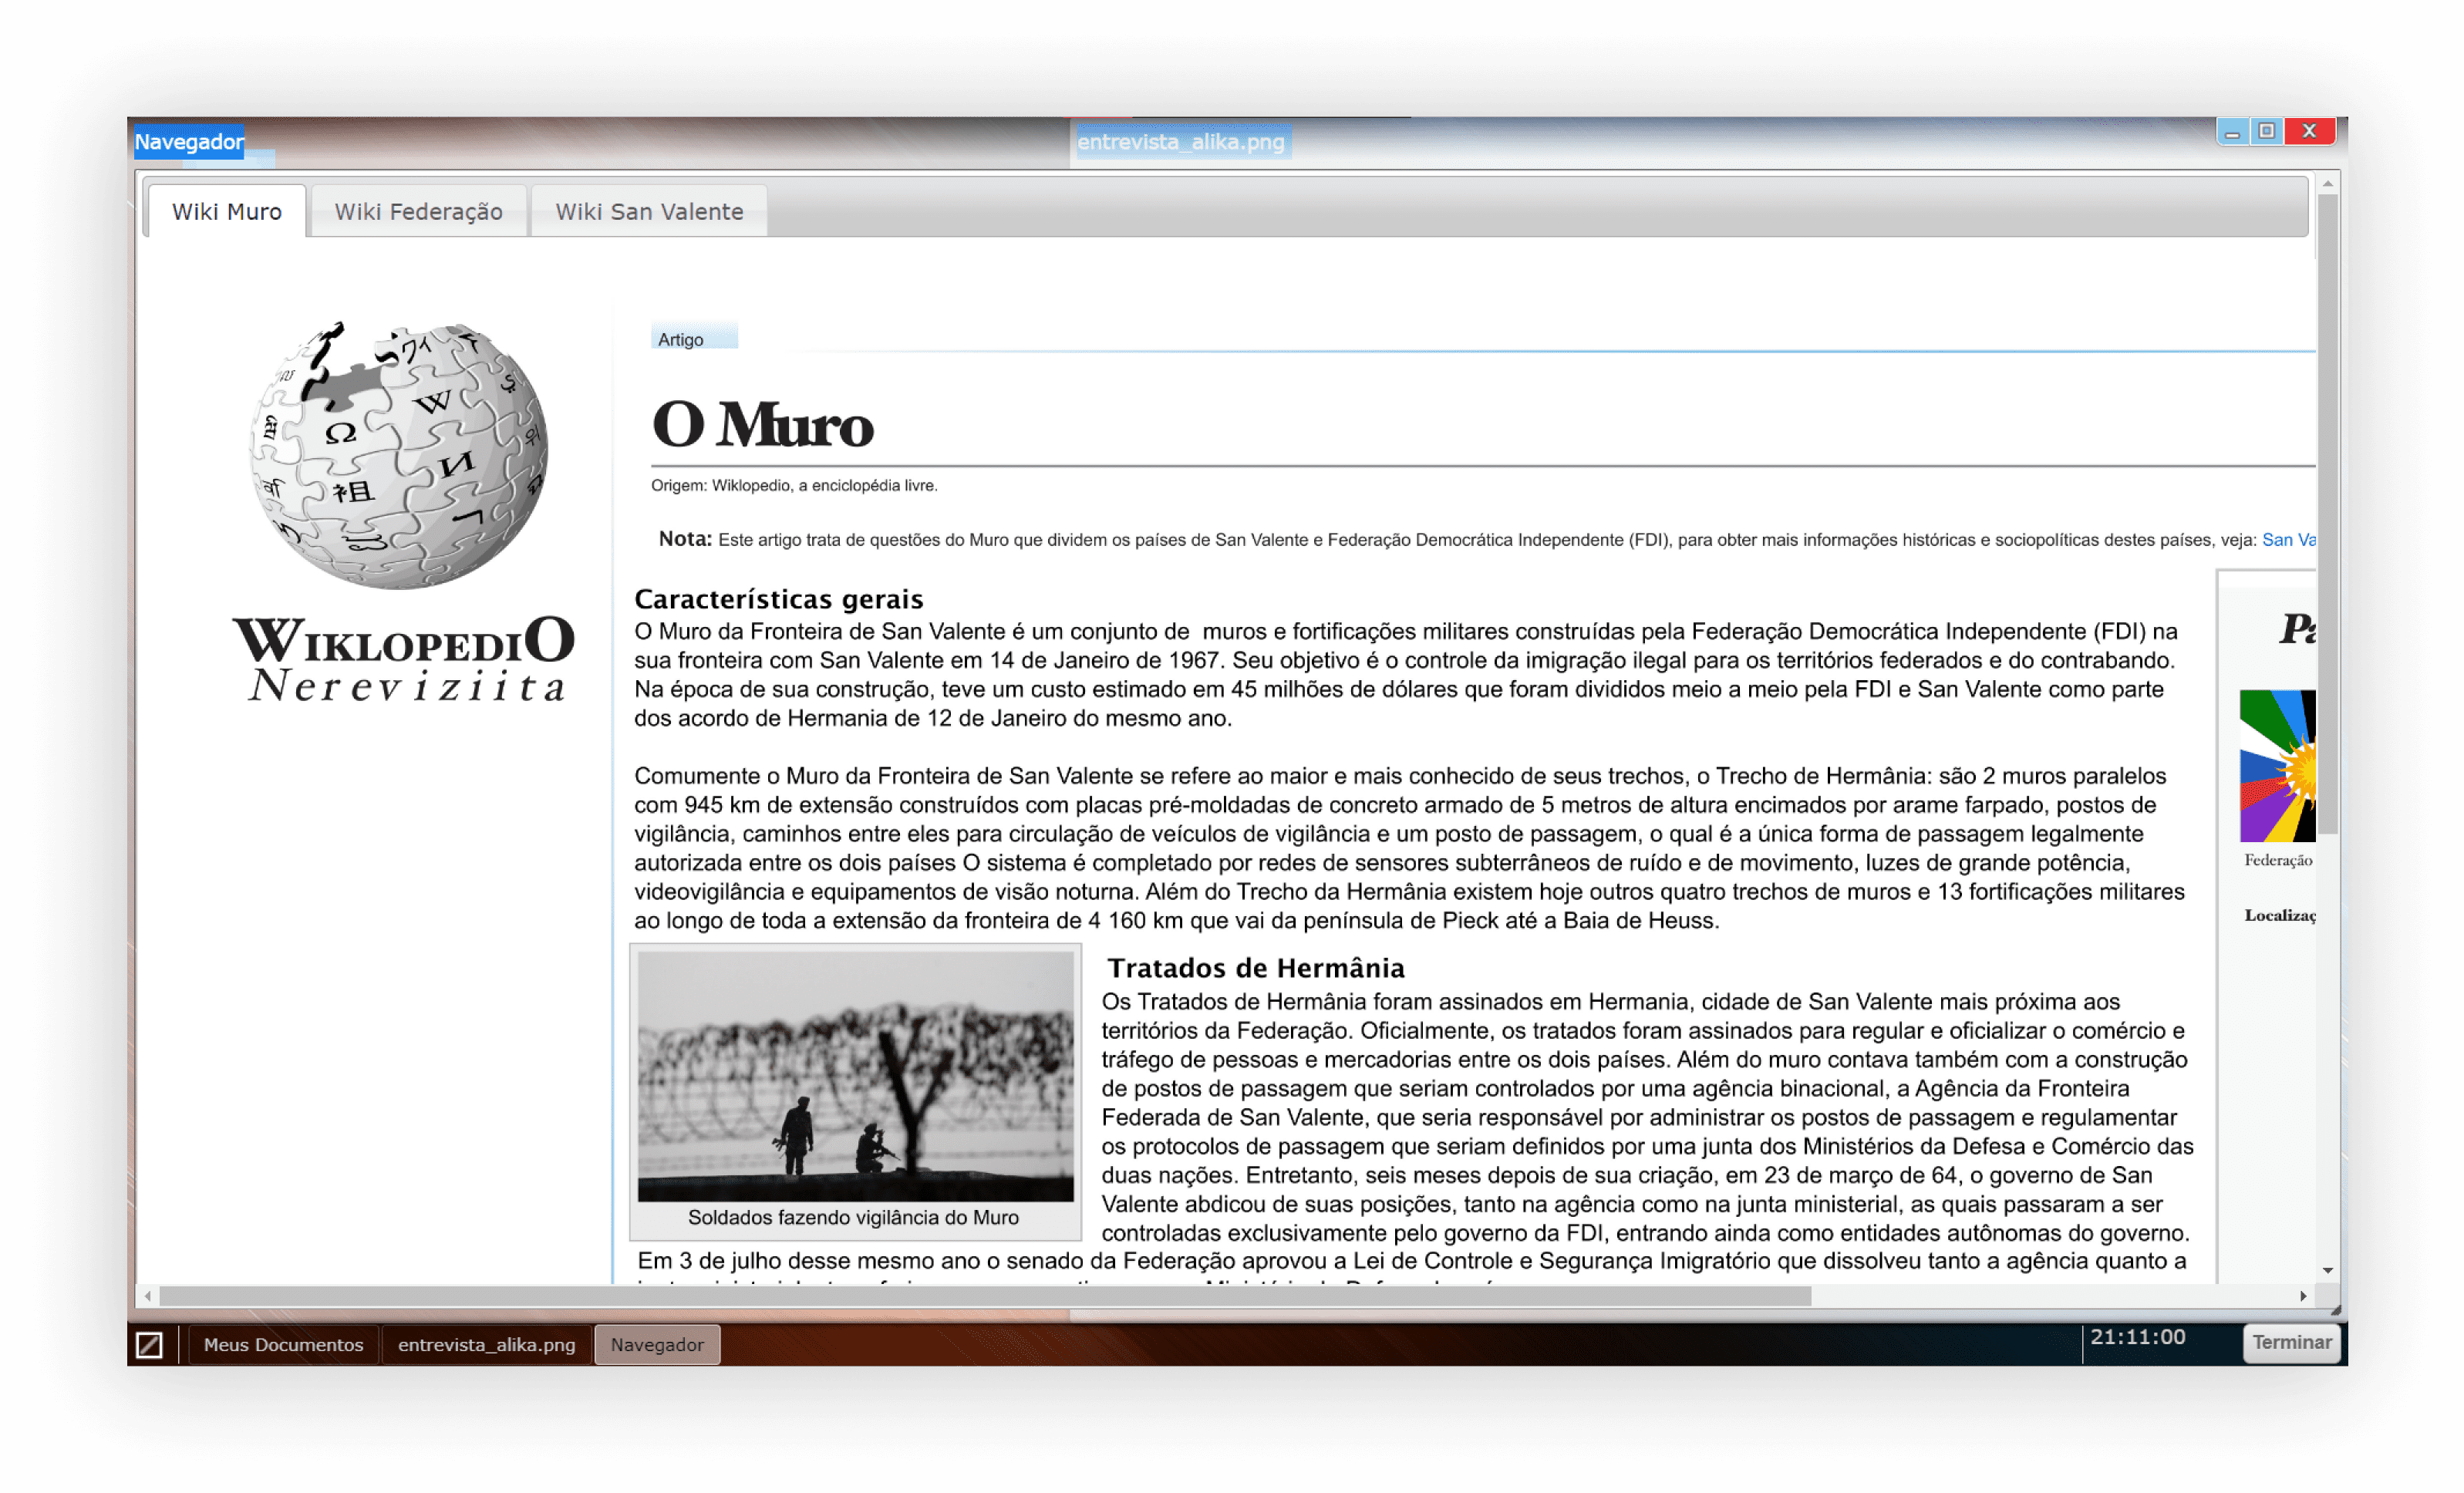 Navegador
entrevista_alika.png
X
Wiki Muro
Wiki Federação
Wiki San Valente
Artigo
O Muro
Origem: Wiklopedio, a enciclopédia livre.
Nota: Este artigo trata de questões do Muro que dividem os países de San Valente e Federação Democrática Independente (FDI), para obter mais informações históricas e sociopolíticas destes países, veja: San Va
WIKLOPEDIO
Nereviziita
Características gerais
O Muro da Fronteira de San Valente é um conjunto de muros e fortificações militares construídas pela Federação Democrática Independente (FDI) na
sua fronteira com San Valente em 14 de Janeiro de 1967. Seu objetivo é o controle da imigração ilegal para os territórios federados e do contrabando.
Na época de sua construção, teve um custo estimado em 45 milhões de dólares que foram divididos meio a meio pela FDI e San Valente como parte
dos acordo de Hermania de 12 de Janeiro do mesmo ano.
Comumente o Muro da Fronteira de San Valente se refere ao maior e mais conhecido de seus trechos, o Trecho de Hermânia: são 2 muros paralelos
com 945 km de extensão construídos com placas pré-moldadas de concreto armado de 5 metros de altura encimados por arame farpado, postos de
vigilância, caminhos entre eles para circulação de veículos de vigilância e um posto de passagem, o qual é a única forma de passagem legalmente
autorizada entre os dois países O sistema é completado por redes de sensores subterrâneos de ruído e de movimento, luzes de grande potência,
videovigilância e equipamentos de visão noturna. Além do Trecho da Hermânia existem hoje outros quatro trechos de muros e 13 fortificações militares
ao longo de toda a extensão da fronteira de 4 160 km que vai da península de Pieck até a Baia de Heuss.
Federação
Tratados de Hermânia
Os Tratados de Hermânia foram assinados em Hermania, cidade de San Valente mais próxima aos
territórios da Federação. Oficialmente, os tratados foram assinados para regular e oficializar o comércio e
tráfego de pessoas e mercadorias entre os dois países. Além do muro contava também com a construção
de postos de passagem que seriam controlados por uma agência binacional, a Agência da Fronteira
Federada de San Valente, que seria responsável por administrar os postos de passagem e regulamentar
os protocolos de passagem que seriam definidos por uma junta dos Ministérios da Defesa e Comércio das
duas nações. Entretanto, seis meses depois de sua criação, em 23 de março de 64, o governo de San
Valente abdicou de suas posições, tanto na agência como na junta ministerial, as quais passaram a ser
controladas exclusivamente pelo governo da FDI, entrando ainda como entidades autônomas do governo.
Soldados fazendo vigilância do Muro
Em 3 de julho desse mesmo ano o senado da Federação aprovou a Lei de Controle e Segurança Imigratório que dissolveu tanto a agência quanto a
Meus Documentos
entrevista_alika.png
Navegador
21:11:00
Terminar